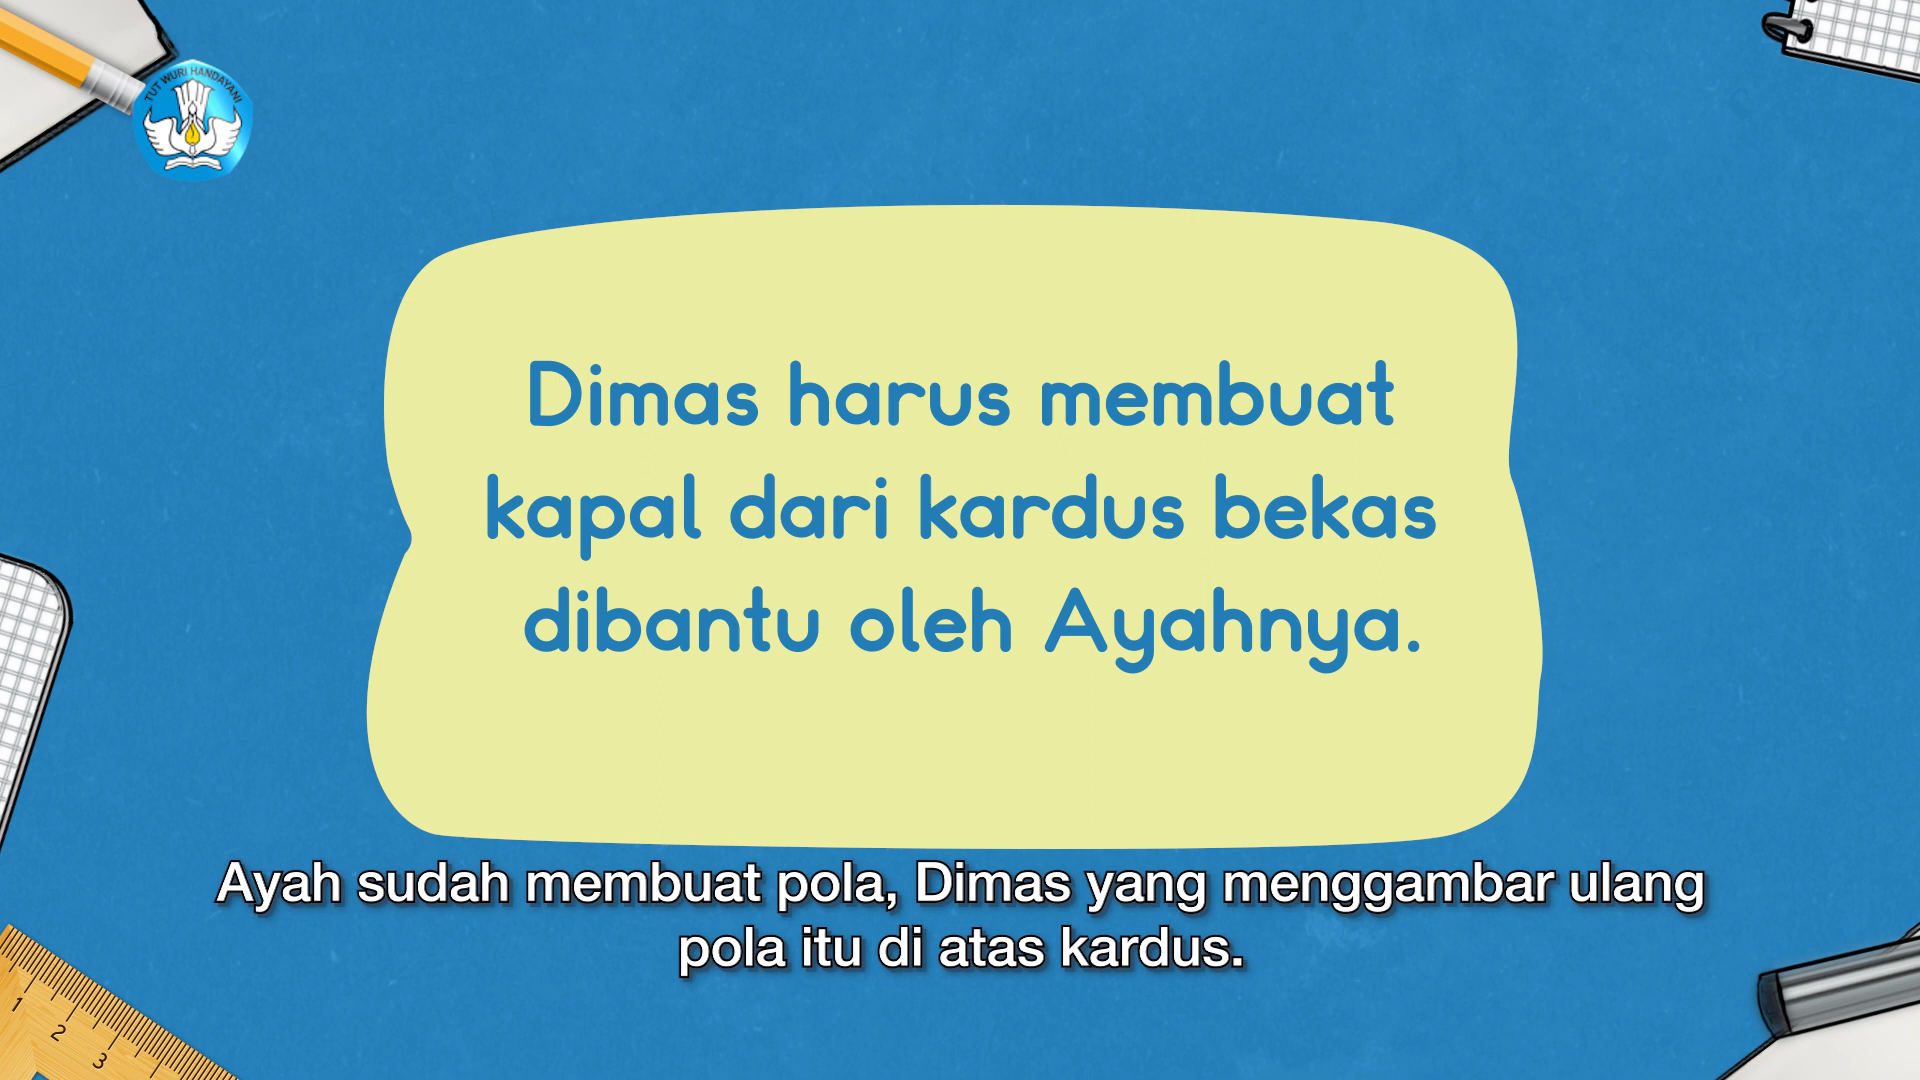 TUT WURI HANDAYANI
Dimas harus membuat
kapal dari kardus bekas
dibantu oleh Ayahnya.
Ayah sudah membuat pola, Dimas yang menggambar ulang
pola itu di atas kardus.
1
2
3